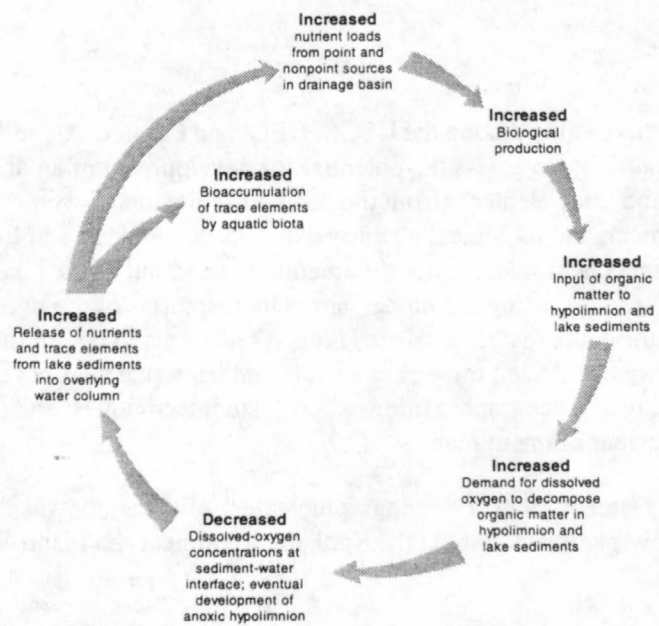 Increased
nutrient loads
from point and
nonpoint sources
in drainage basin
Increased
Biological
production
Increased
Input of organic
matter to
hypolimnion and
lake sediments
Increased
Demand for dissolved
oxygen to decompose
organic matter in
hypolimnion and
lake sediments
Decreased
Dissolved-oxygen
concentrations at
sediment-water
interface; eventual
development of
anoxic hypolimnion
Increased
Release of nutrients
and trace elements
from lake sediments
into overlying
water column
Increased
Bioaccumulation
of trace elements
by aquatic biota